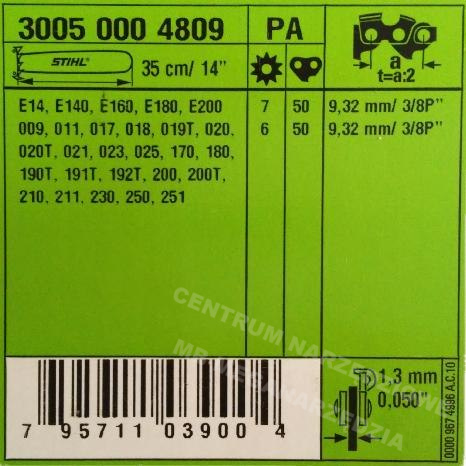 3005 000 4809 PA
STIHL® 35 cm/ 14"
a
t=a:2
E14, E140, E160, E180, E200 7 50 9,32 mm/ 3/8P"
009, 011, 017, 018, 019T, 020, 6 50 9,32 mm/ 3/8P"
020T, 021, 023, 025, 170, 180,
190T, 191T, 192T, 200, 200T,
210, 211, 230, 250, 251
CENTRUM NARZĘDZIOWE
MP MEGANARZEDZIA
1,3 mm
0,050"
0000 967 4996 A.C.10
7 95711 03900 4